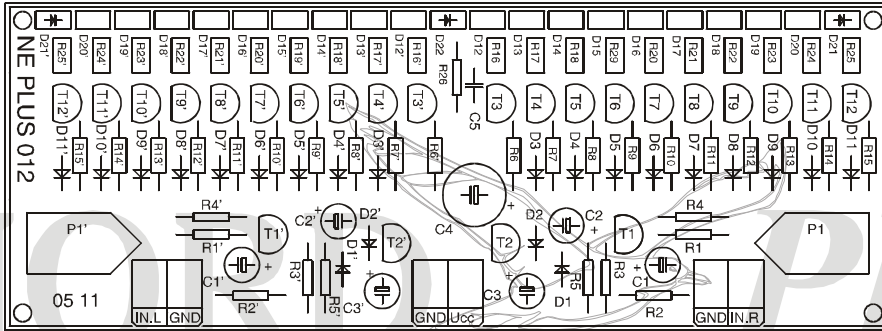 D21' D20' D19' D18' D17' D16' D15' D14' D13' D12' D22 D12 D13 D14 D15 D16 D17 D18 D19 D20 D21
R25' R24' R23' R22' R21' R20' R19' R18' R17' R16' R26 R16 R17 R18 R29 R20 R21 R22 R23 R24 R25
NE PLUS 012
T12' T11' T10' T9' T8' T7' T6' T5' T4' T3' C5 T3 T4 T5 T6 T7 T8 T9 T10 T11 T12
D11' D10' D9' D8' D7' D6' D5' D4' D3' D3 D4 D5 D6 D7 D8 D9 D10 D11
R15' R14' R13' R12' R11' R10' R9' R8' R7' R6' R6 R7 R8 R9 R10 R11 R12 R13 R14 R15
P1' R4' C2' D2' C4 D2 C2 R4 P1
R1' T1' D1' T2' T2 T1 R1
C1' R3' R5' C3' C3 D1 R5 R3 C1
05 11 R2' R2
IN.L GND GND Ucc IN.R GND